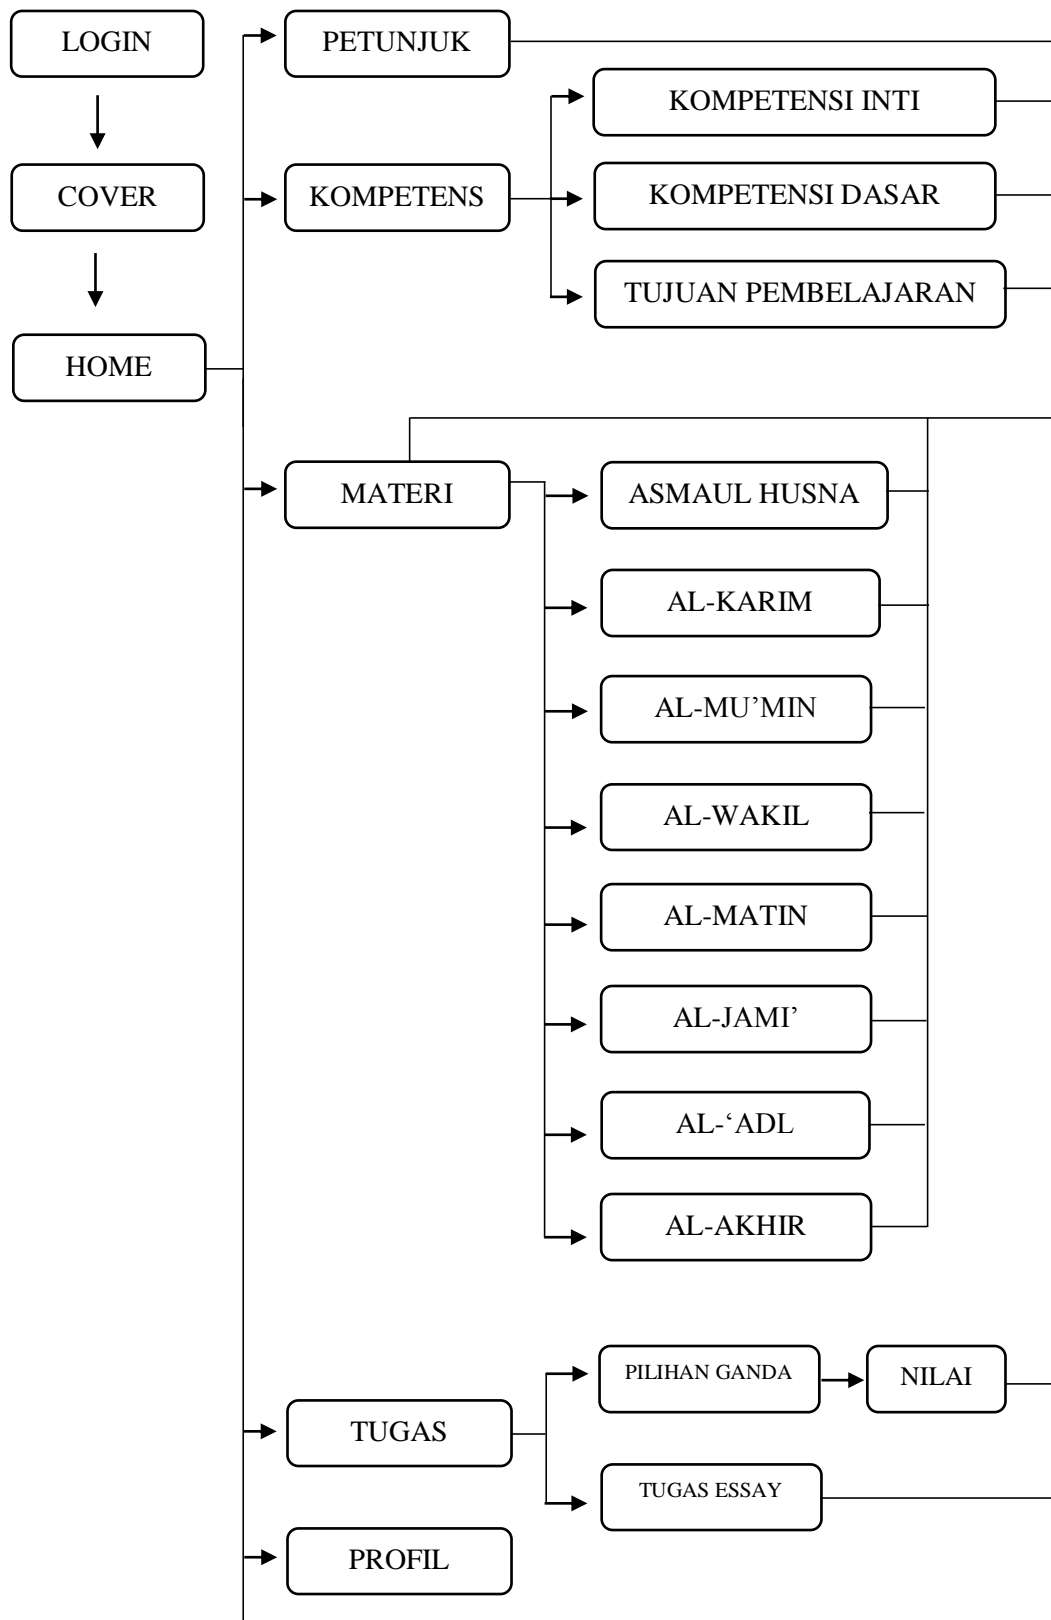 LOGIN
PETUNJUK
KOMPETENSI INTI
COVER
KOMPETENS
KOMPETENSI DASAR
TUJUAN PEMBELAJARAN
HOME
MATERI
ASMAUL HUSNA
AL-KARIM
AL-MU’MIN
AL-WAKIL
AL-MATIN
AL-JAMI’
AL-‘ADL
AL-AKHIR
PILIHAN GANDA
NILAI
TUGAS
TUGAS ESSAY
PROFIL